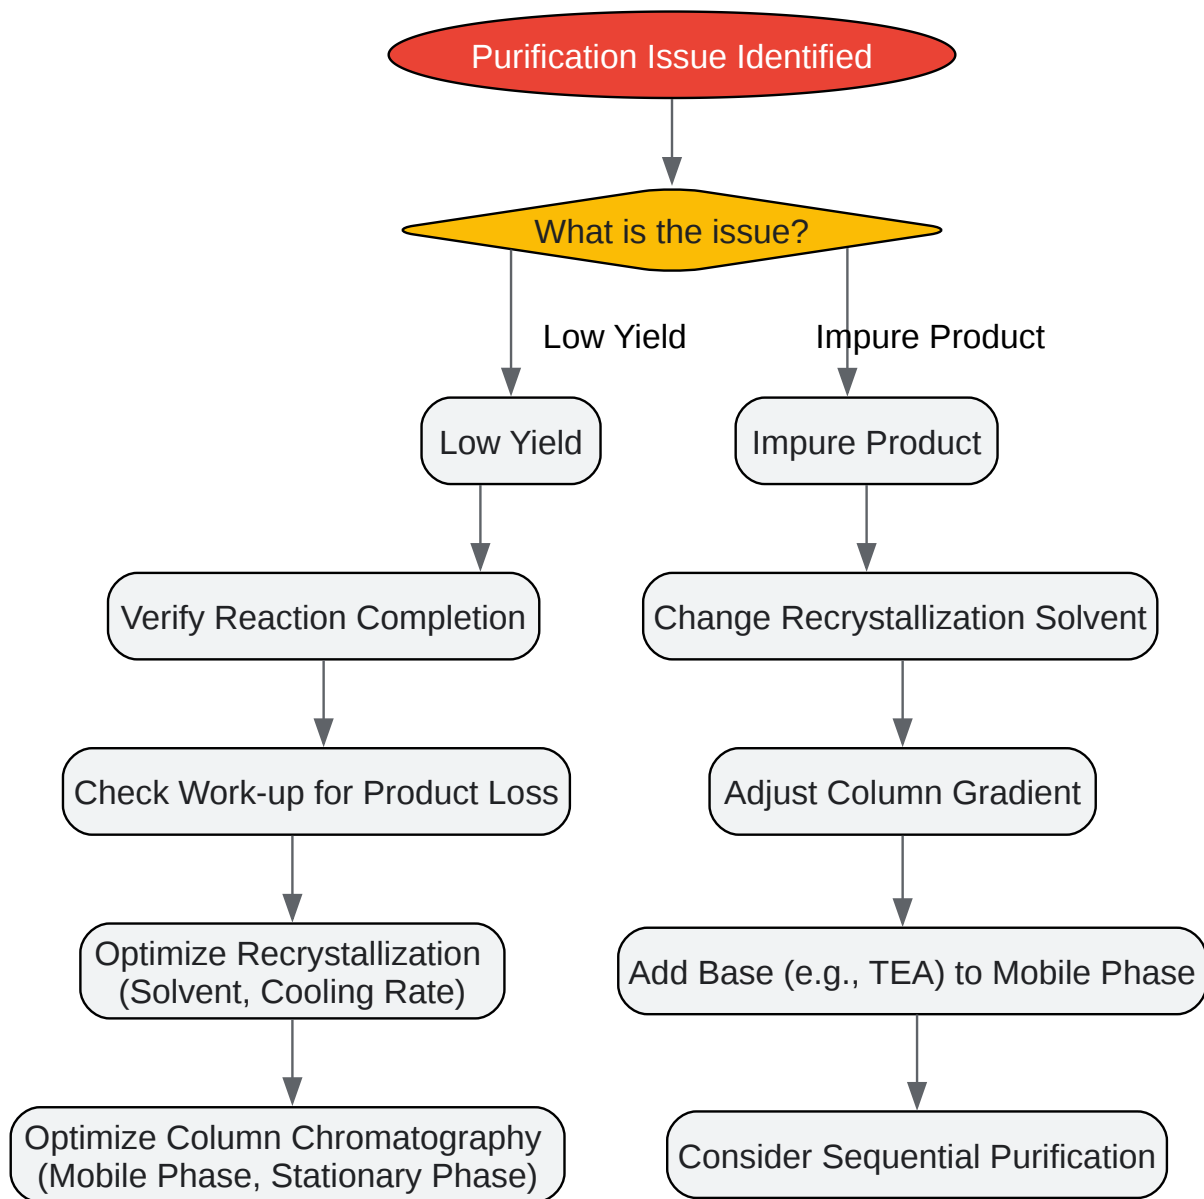 Purification Issue Identified
What is the issue?
Low Yield
Impure Product
Low Yield
Impure Product
Verify Reaction Completion
Change Recrystallization Solvent
Check Work-up for Product Loss
Adjust Column Gradient
Optimize Recrystallization
(Solvent, Cooling Rate)
Add Base (e.g., TEA) to Mobile Phase
Optimize Column Chromatography
(Mobile Phase, Stationary Phase)
Consider Sequential Purification